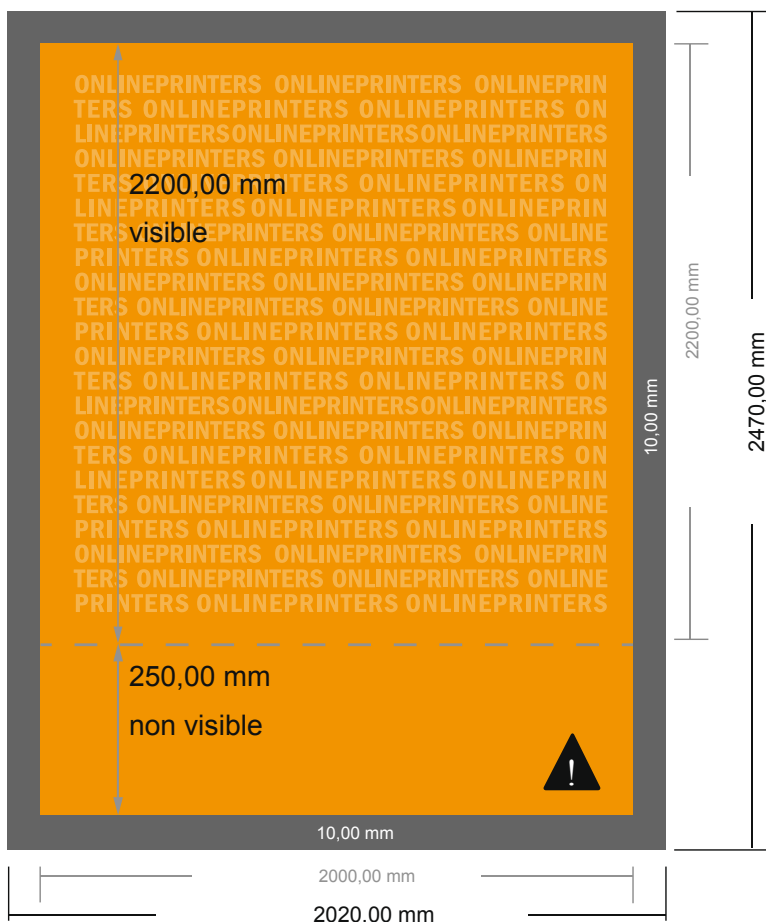 ONLINEPRINTERS ONLINEPRINTERS ONLINEPRIN
TERS ONLINEPRINTERS ONLINEPRINTERS ON
LINEPRINTERSONLINEPRINTERSONLINEPRINTERS
ONLINEPRINTERS ONLINEPRINTERS ONLINEPRIN
TERS ONLINEPRINTERS ONLINEPRINTERS ON
2200,00 mm
LINEPRINTERS ONLINEPRINTERS ONLINEPRIN
TERS ONLINEPRINTERS ONLINEPRINTERS ONLINE
visible
PRINTERS ONLINEPRINTERS ONLINEPRINTERS
ONLINEPRINTERS ONLINEPRINTERS ONLINEPRIN
TERS ONLINEPRINTERS ONLINEPRINTERS ONLINE
PRINTERS ONLINEPRINTERS ONLINEPRINTERS
ONLINEPRINTERS ONLINEPRINTERS ONLINEPRIN
TERS ONLINEPRINTERS ONLINEPRINTERS ON
LINEPRINTERSONLINEPRINTERSONLINEPRINTERS
ONLINEPRINTERS ONLINEPRINTERS ONLINEPRIN
TERS ONLINEPRINTERS ONLINEPRINTERS ON
LINEPRINTERS ONLINEPRINTERS ONLINEPRIN
TERS ONLINEPRINTERS ONLINEPRINTERS ONLINE
PRINTERS ONLINEPRINTERS ONLINEPRINTERS
ONLINEPRINTERS ONLINEPRINTERS ONLINEPRIN
TERS ONLINEPRINTERS ONLINEPRINTERS ONLINE
PRINTERS ONLINEPRINTERS ONLINEPRINTERS
250,00 mm
non visible
!
10,00 mm
2200,00 mm
2470,00 mm
10,00 mm
2000,00 mm
2020,00 mm